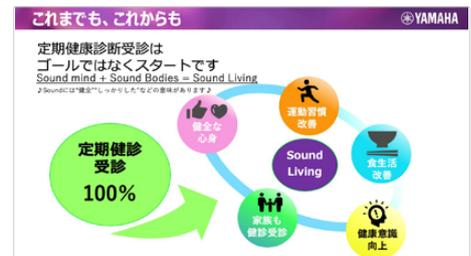 これまでも、これからも
YAMAHA
定期健康診断受診は
ゴールではなくスタートです
Sound mind + Sound Bodies = Sound Living
♪Soundには"健全""しっかりした"などの意味があります♪
定期健診
受診
100%
健全な
心身
運動習慣
改善
Sound
Living
食生活
改善
家族も
健診受診
健康意識
向上